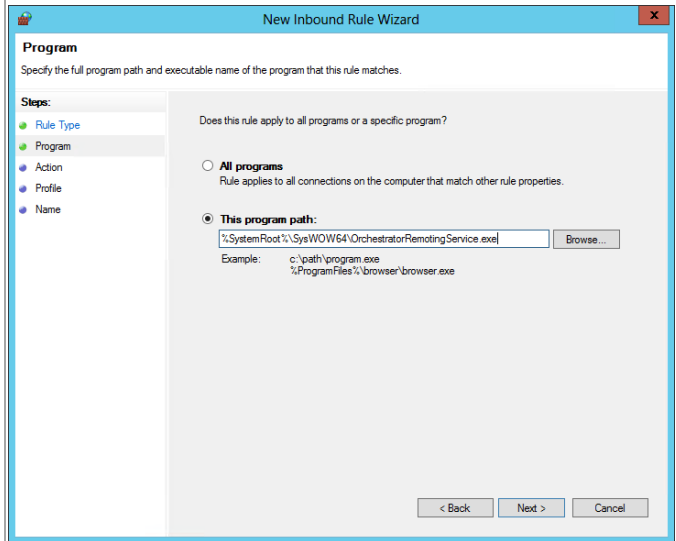 New Inbound Rule Wizard
x
Program
Specify the full program path and executable name of the program that this rule matches.
Steps:
Rule Type
Program
Action
Profile
Name
Does this rule apply to all programs or a specific program?
All programs
Rule applies to all connections on the computer that match other rule properties.
This program path:
%SystemRoot%\SysWOW64\OrchestratorRemotingService.exe
Browse...
Example:
c:\path\program.exe
%ProgramFiles%\browser\browser.exe
< Back
Next >
Cancel